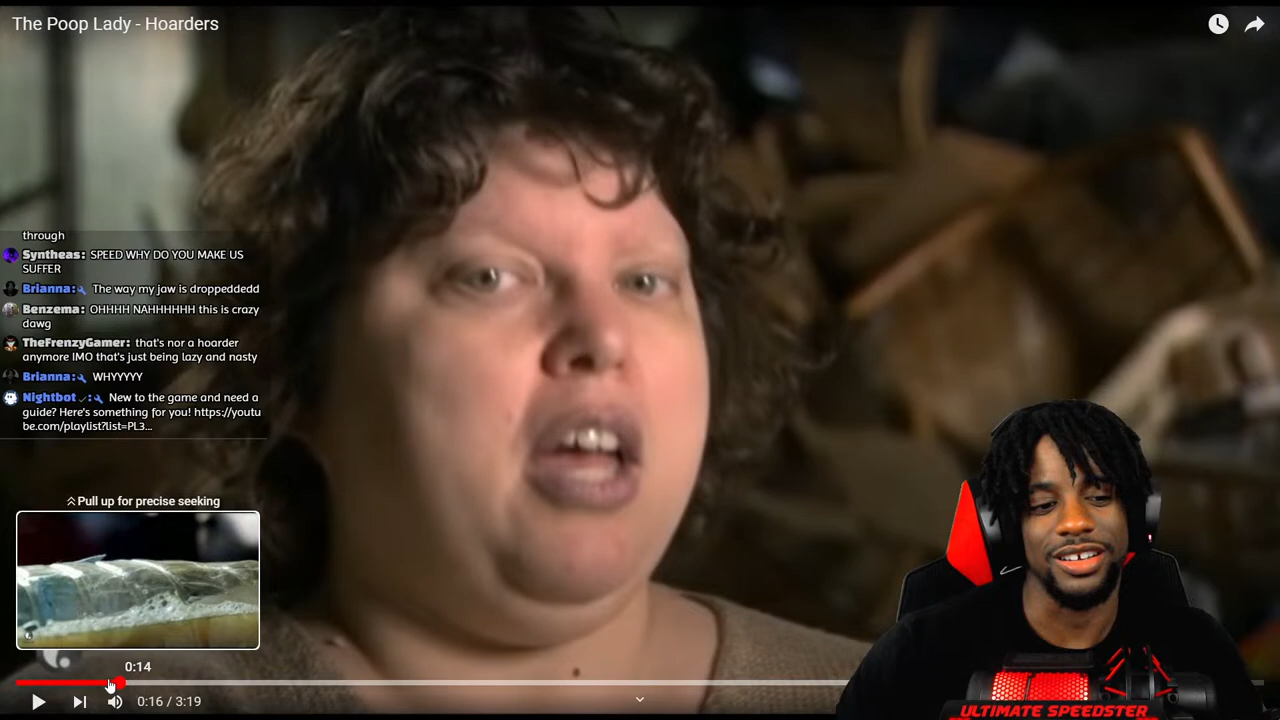 The Poop Lady - Hoarders
through
Syntheas: SPEED WHY DO YOU MAKE US
SUFFER
Brianna: The way my jaw is droppeddedd
Benzema: OHHHH NAHHHHHH this is crazy
dawg
TheFrenzyGamer: that's nor a hoarder
anymore IMO that's just being lazy and nasty
Brianna: WHYYYYY
Nightbot: New to the game and need a
guide? Here's something for you! https://youtu
be.com/playlist?list=PL3...
Pull up for precise seeking
0:14
0:16 / 3:19
ULTIMATE SPEEDSTER